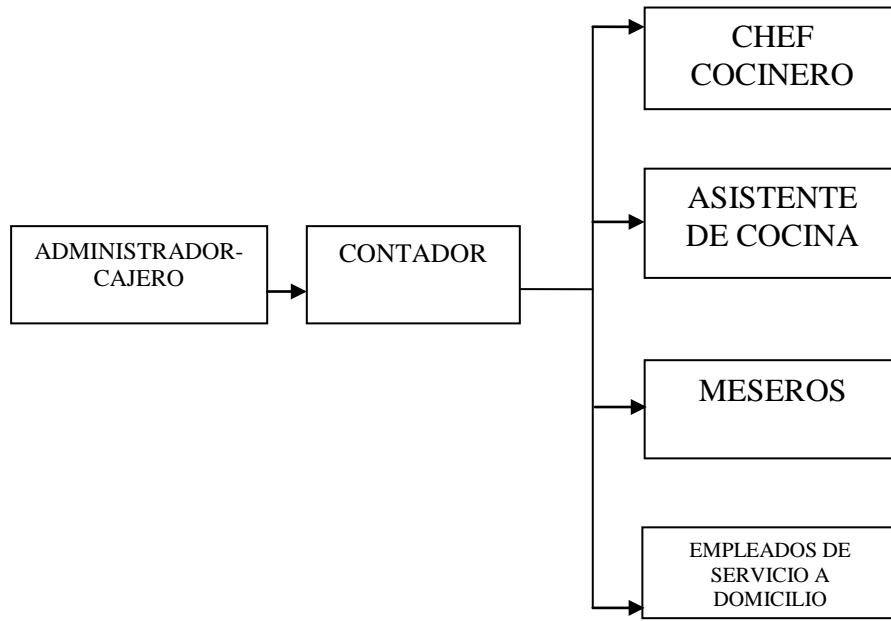 ADMINISTRADOR-
CAJERO
CONTADOR
CHEF
COCINERO
ASISTENTE
DE COCINA
MESEROS
EMPLEADOS DE
SERVICIO A
DOMICILIO